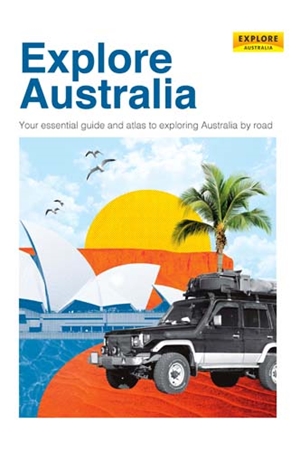 EXPLORE
AUSTRALIA
Explore
Australia
Your essential guide and atlas to exploring Australia by road